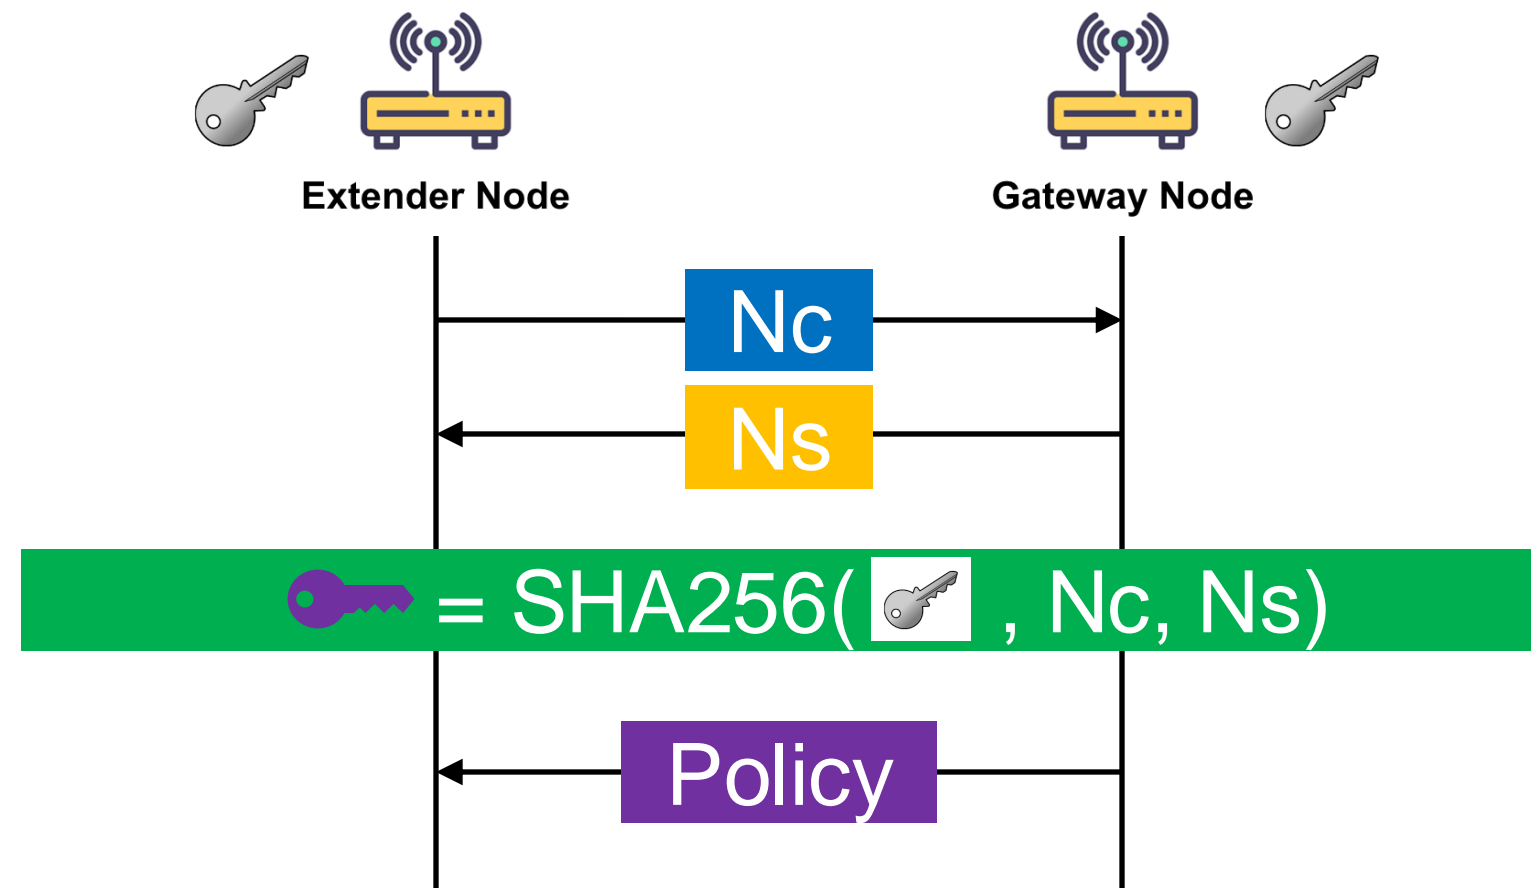 Extender Node
Gateway Node
Nc
Ns
= SHA256( , Nc, Ns)
Policy